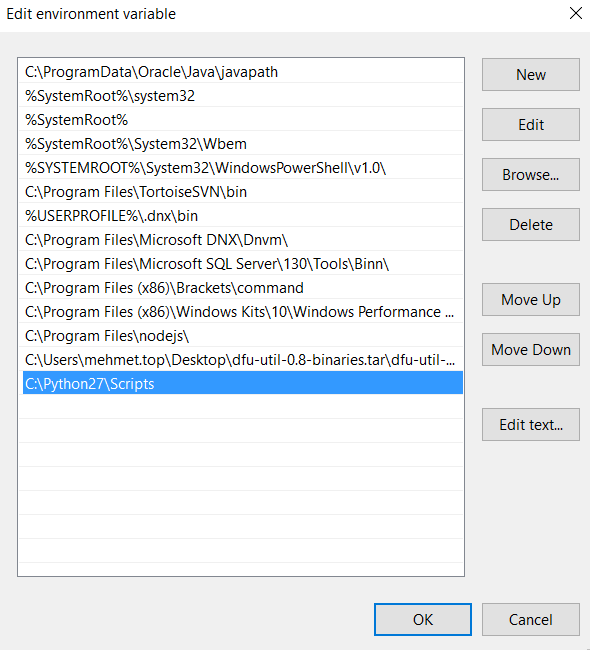 Edit environment variable
C:\ProgramData\Oracle\Java\javapath
%SystemRoot%\system32
%SystemRoot%
%SystemRoot%\System32\Wbem
%SYSTEMROOT%\System32\WindowsPowerShell\v1.0\
C:\Program Files\TortoiseSVN\bin
%USERPROFILE%\.dnx\bin
C:\Program Files\Microsoft DNX\Dnvm\
C:\Program Files\Microsoft SQL Server\130\Tools\Binn\
C:\Program Files (x86)\Brackets\command
C:\Program Files (x86)\Windows Kits\10\Windows Performance ...
C:\Program Files\nodejs\
C:\Users\mehmet.top\Desktop\dfu-util-0.8-binaries.tar\dfu-util-...
C:\Python27\Scripts
New
Edit
Browse...
Delete
Move Up
Move Down
Edit text...
OK
Cancel